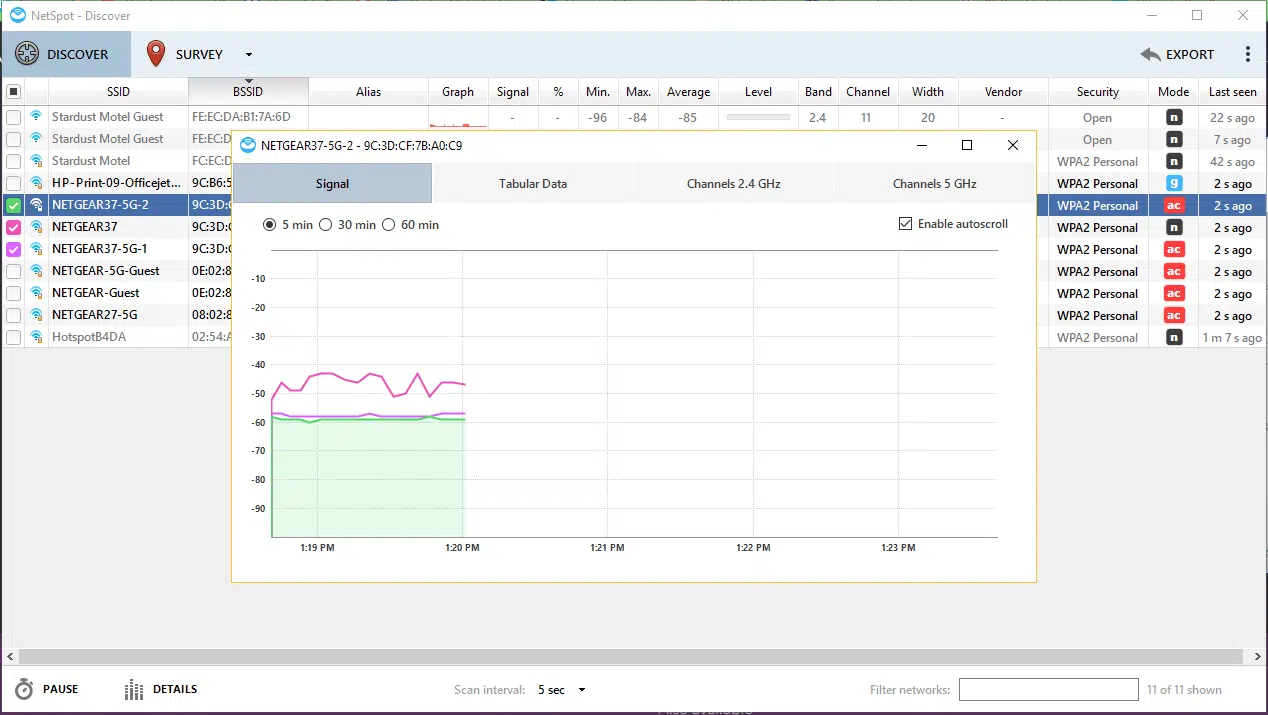 NetSpot - Discover
DISCOVER SURVEY EXPORT
SSID BSSID Alias Graph Signal % Min. Max. Average Level Band Channel Width Vendor Security Mode Last seen
Stardust Motel Guest FE:EC:DA:B1:7A:6D - - -96 -84 -85 2.4 11 20 - Open n 22 s ago
Stardust Motel Guest FE:EC:D Open n 7 s ago
Stardust Motel FC:EC:D WPA2 Personal n 42 s ago
HP-Print-09-Officejet... 9C:B6:5 WPA2 Personal g 2 s ago
NETGEAR37-5G-2 9C:3D:C WPA2 Personal ac 2 s ago
NETGEAR37 9C:3D:C WPA2 Personal n 2 s ago
NETGEAR37-5G-1 9C:3D:C WPA2 Personal ac 2 s ago
NETGEAR-5G-Guest 0E:02:8 WPA2 Personal ac 2 s ago
NETGEAR-Guest 0E:02:8 WPA2 Personal ac 2 s ago
NETGEAR27-5G 08:02:8 WPA2 Personal ac 2 s ago
HotspotB4DA 02:54:A WPA2 Personal n 1 m 7 s ago
NETGEAR37-5G-2 - 9C:3D:CF:7B:A0:C9
Signal Tabular Data Channels 2.4 GHz Channels 5 GHz
5 min 30 min 60 min Enable autoscroll
-10
-20
-30
-40
-50
-60
-70
-80
-90
1:19 PM 1:20 PM 1:21 PM 1:22 PM 1:23 PM
PAUSE DETAILS Scan interval: 5 sec Filter networks: 11 of 11 shown